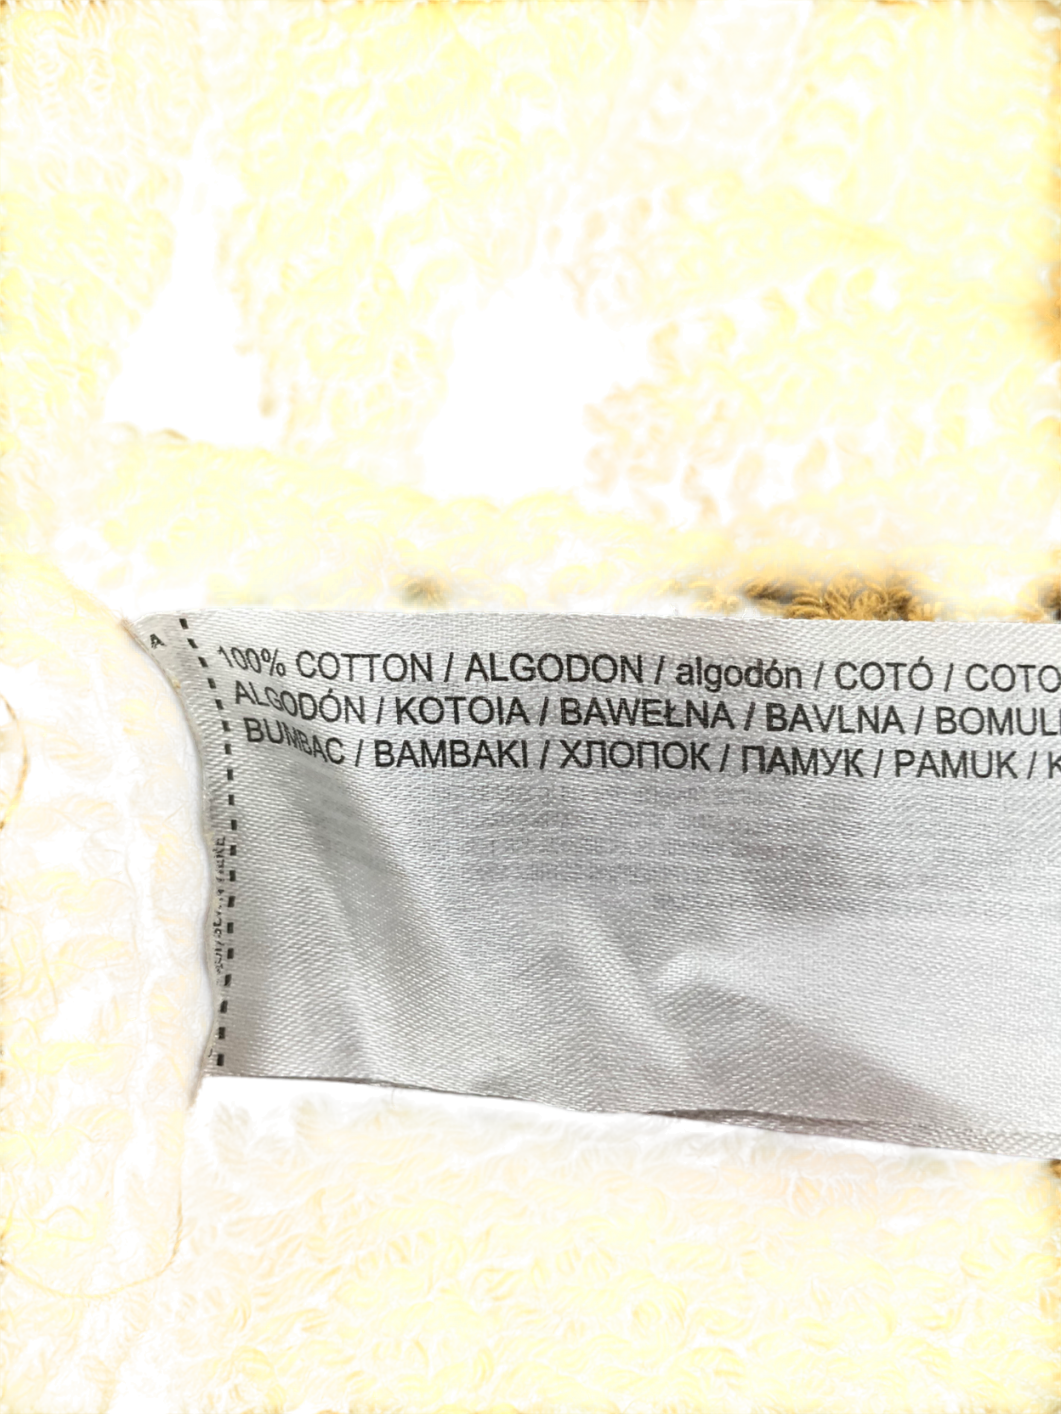 100% COTTON / ALGODON / algodón / COTÓ / COTO
ALGODÓN / KOTOIA / BAWEŁNA / BAVLNA / BOMUL
BUMBAC / BAMBAKI / ХЛОПОК / ПАМУК / PAMUK / K
A